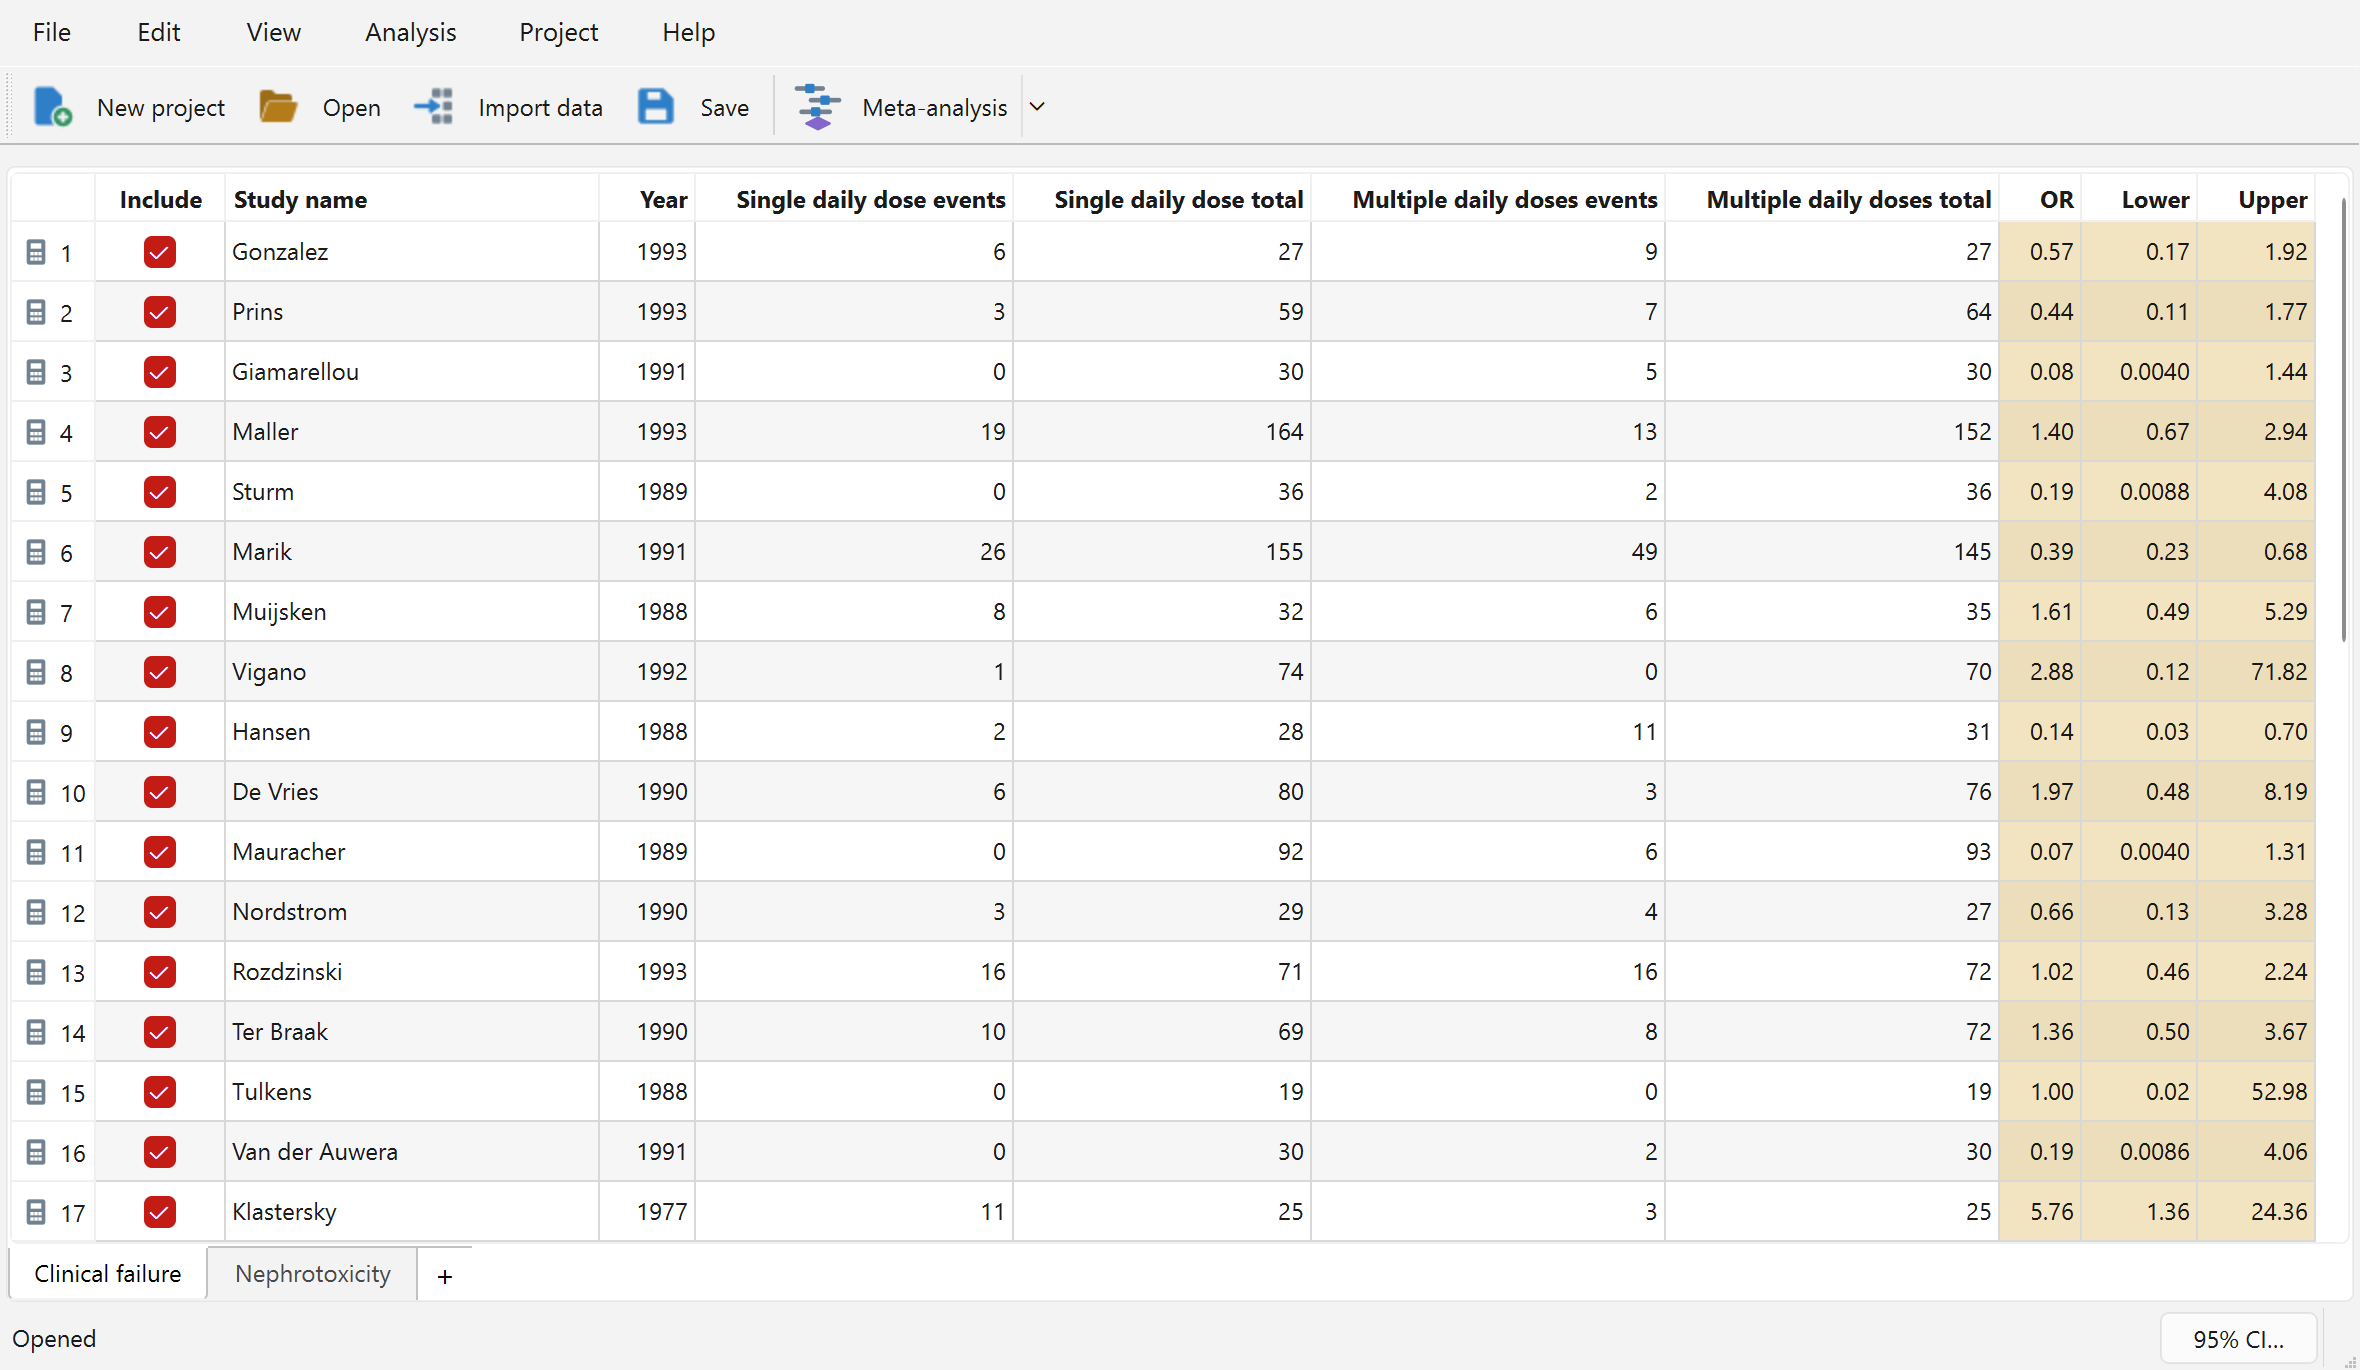 File Edit View Analysis Project Help
New project Open Import data Save Meta-analysis
Include Study name Year Single daily dose events Single daily dose total Multiple daily doses events Multiple daily doses total OR Lower Upper
1 Gonzalez 1993 6 27 9 27 0.57 0.17 1.92
2 Prins 1993 3 59 7 64 0.44 0.11 1.77
3 Giamarellou 1991 0 30 5 30 0.08 0.0040 1.44
4 Maller 1993 19 164 13 152 1.40 0.67 2.94
5 Sturm 1989 0 36 2 36 0.19 0.0088 4.08
6 Marik 1991 26 155 49 145 0.39 0.23 0.68
7 Muijsken 1988 8 32 6 35 1.61 0.49 5.29
8 Vigano 1992 1 74 0 70 2.88 0.12 71.82
9 Hansen 1988 2 28 11 31 0.14 0.03 0.70
10 De Vries 1990 6 80 3 76 1.97 0.48 8.19
11 Mauracher 1989 0 92 6 93 0.07 0.0040 1.31
12 Nordstrom 1990 3 29 4 27 0.66 0.13 3.28
13 Rozdzinski 1993 16 71 16 72 1.02 0.46 2.24
14 Ter Braak 1990 10 69 8 72 1.36 0.50 3.67
15 Tulkens 1988 0 19 0 19 1.00 0.02 52.98
16 Van der Auwera 1991 0 30 2 30 0.19 0.0086 4.06
17 Klastersky 1977 11 25 3 25 5.76 1.36 24.36
Clinical failure Nephrotoxicity +
Opened 95% CI...